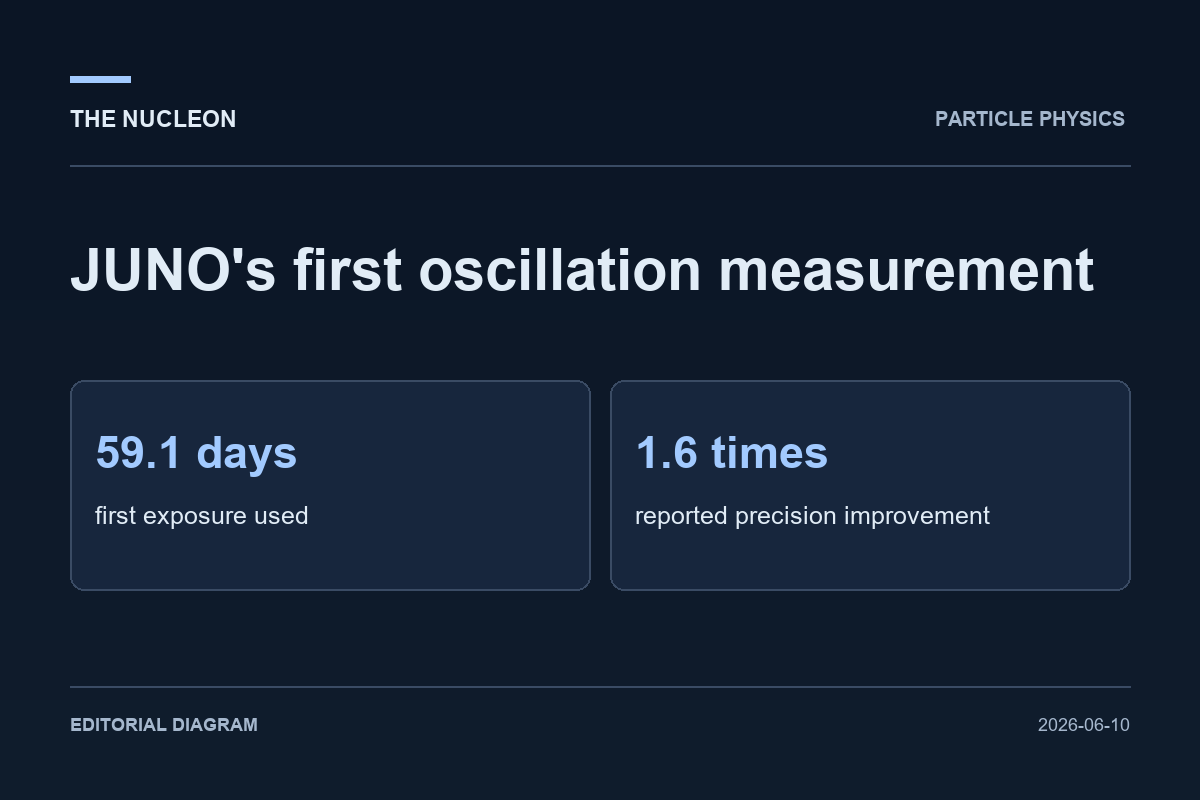 THE NUCLEON
PARTICLE PHYSICS
JUNO's first oscillation measurement
59.1 days
first exposure used
1.6 times
reported precision improvement
EDITORIAL DIAGRAM
2026-06-10